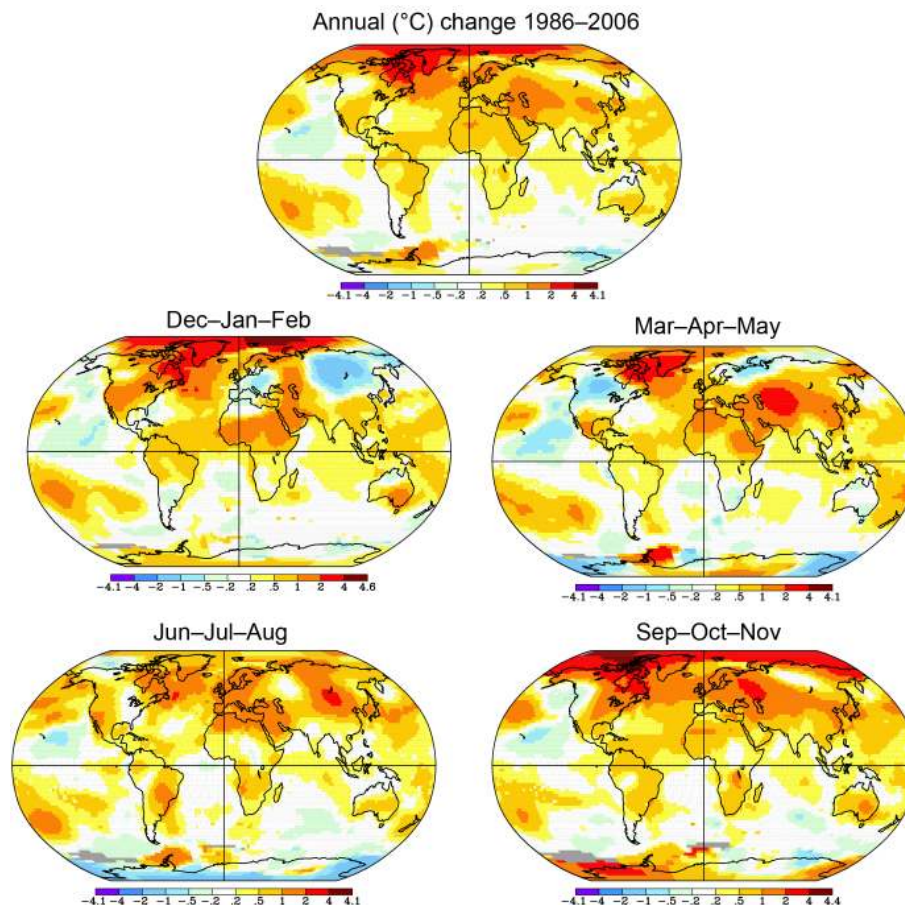 Annual (°C) change 1986–2006
-4.1 -4 -2 -1 -.5 -.2 .2 .5 1 2 4 4.1
Dec–Jan–Feb
Mar–Apr–May
-4.1 -4 -2 -1 -.5 -.2 .2 .5 1 2 4 4.6
-4.1 -4 -2 -1 -.5 -.2 .2 .5 1 2 4 4.1
Jun–Jul–Aug
Sep–Oct–Nov
-4.1 -4 -2 -1 -.5 -.2 .2 .5 1 2 4 4.1
-4.1 -4 -2 -1 -.5 -.2 .2 .5 1 2 4 4.4